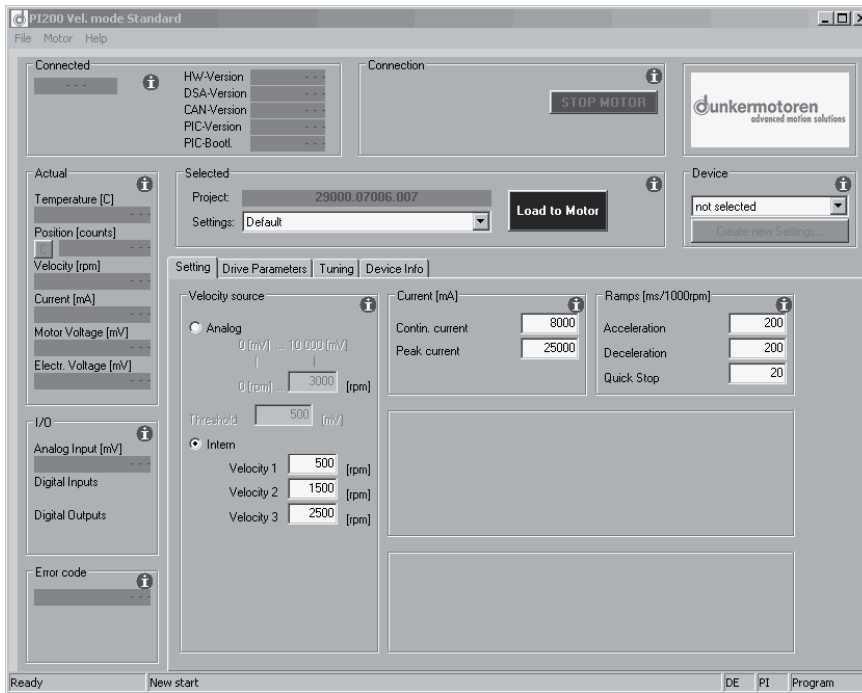 PI200 Vel. mode Standard
File Motor Help
Connected
- - -
HW-Version - - -
DSA-Version - - -
CAN-Version - - -
PIC-Version - - -
PIC-Bootl. - - -
Connection
STOP MOTOR
dunkermotoren
advanced motion solutions
Actual
Temperature [C]
- - -
Position [counts]
C - - -
Velocity [rpm]
- - -
Current [mA]
- - -
Motor Voltage [mV]
- - -
Electr. Voltage [mV]
- - -
I/O
Analog Input [mV]
- - -
Digital Inputs
Digital Outputs
Error code
- - -
Selected
Project: 29000.07006.007
Settings: Default
Load to Motor
Device
not selected
Create new Settings...
Setting Drive Parameters Tuning Device Info
Velocity source
Analog
0 [mV] ... 10 000 [mV]
0 [rpm] ... 3000 [rpm]
Threshold 500 [mV]
Intern
Velocity 1 500 [rpm]
Velocity 2 1500 [rpm]
Velocity 3 2500 [rpm]
Current [mA]
Contin. current 8000
Peak current 25000
Ramps [ms/1000rpm]
Acceleration 200
Deceleration 200
Quick Stop 20
Ready New start DE PI Program